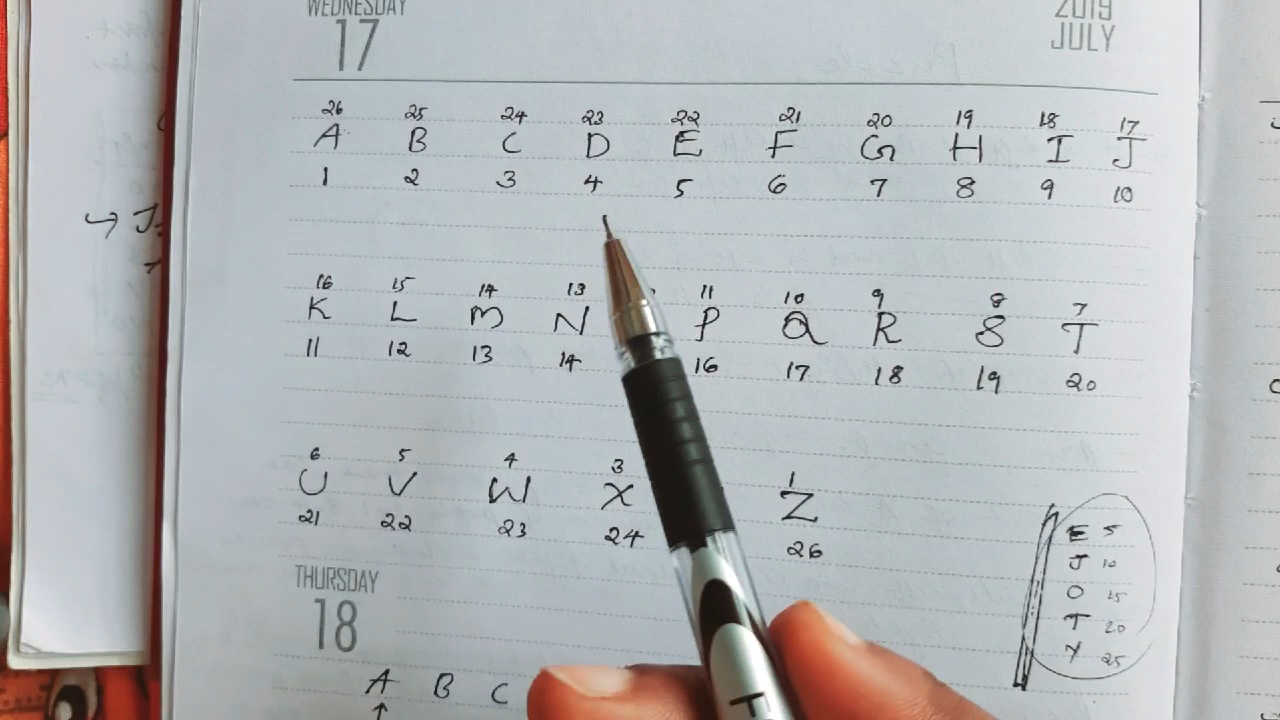 WEDNESDAY 2019
17 JULY
26 25 24 23 22 21 20 19 18 17
A B C D E F G H I J
1 2 3 4 5 6 7 8 9 10
16 15 14 13 11 10 9 8 7
K L M N P Q R S T
11 12 13 14 16 17 18 19 20
6 5 4 3 1
U V W X Z
21 22 23 24 26
E 5
J 10
O 15
T 20
Y 25
THURSDAY
18
A B C